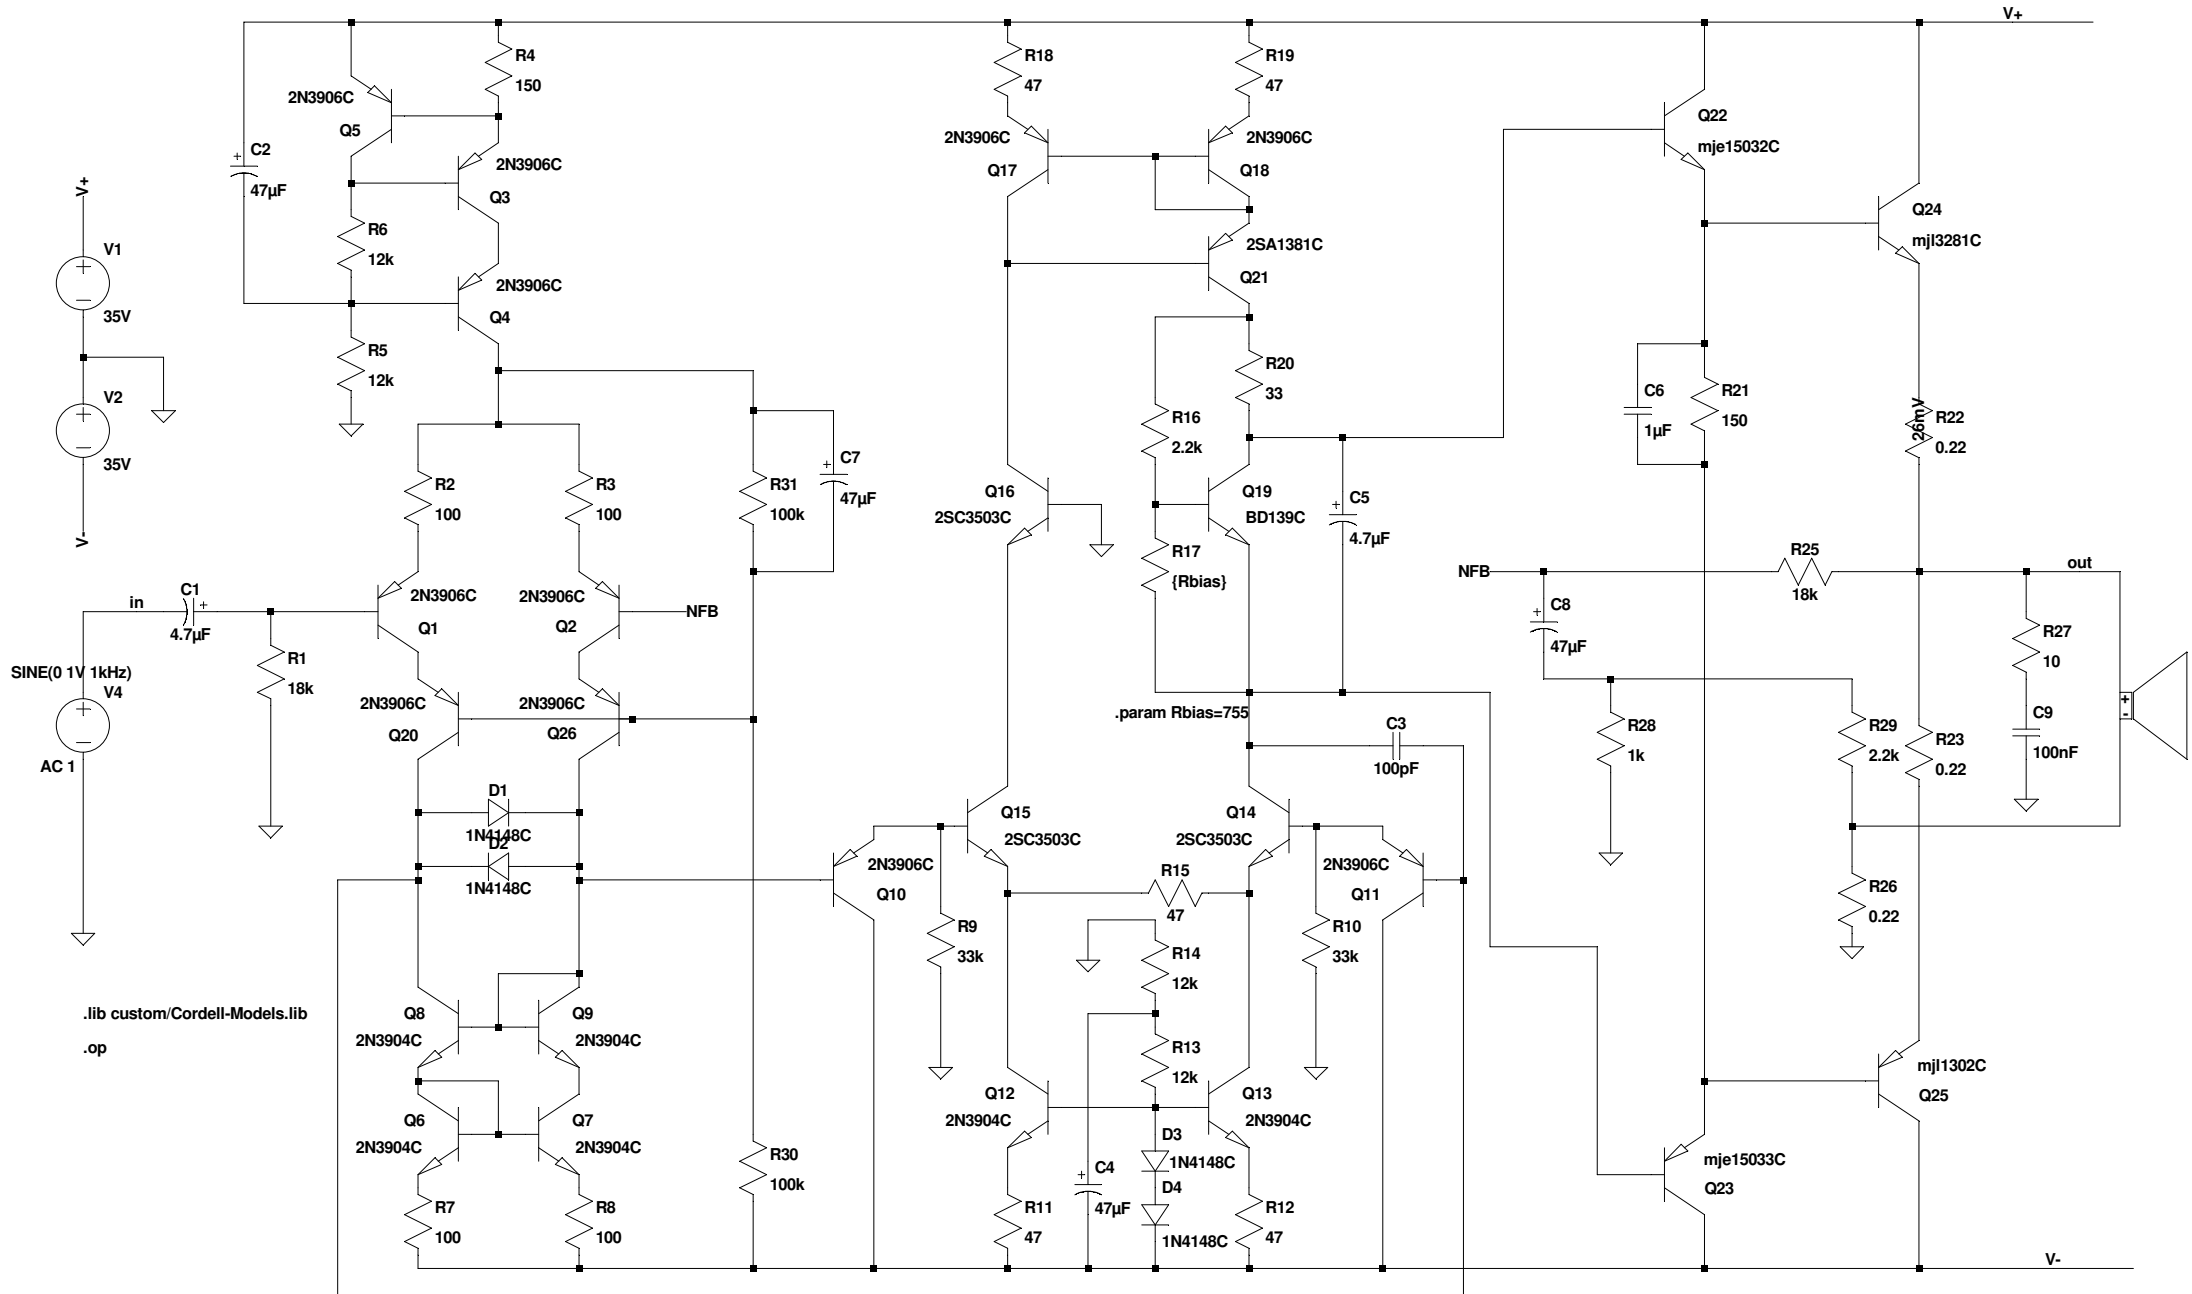 V+
R4
150
2N3906C
Q5
2N3906C
Q3
C2
47µF
+
R6
12k
2N3906C
Q4
R5
12k
V+
V1
35V
V2
35V
V-
R18
47
R19
47
2N3906C
Q17
2N3906C
Q18
2SA1381C
Q21
R20
33
R16
2.2k
Q22
mje15032C
Q24
mjl3281C
C6
1µF
R21
150
26mV
R22
0.22
R2
100
R3
100
R31
100k
+
C7
47µF
Q16
2SC3503C
Q19
BD139C
+
C5
4.7µF
R17
{Rbias}
in
C1
+
4.7µF
2N3906C
Q1
2N3906C
Q2
NFB
R1
18k
SINE(0 1V 1kHz)
V4
AC 1
2N3906C
Q20
2N3906C
Q26
.param Rbias=755
C3
100pF
NFB
R25
18k
out
+
C8
47µF
R27
10
C9
100nF
R28
1k
R29
2.2k
R23
0.22
+
-
R26
0.22
D1
1N4148C
D2
1N4148C
2N3906C
Q10
Q15
2SC3503C
Q14
2SC3503C
2N3906C
Q11
R15
47
R9
33k
R14
12k
R10
33k
R13
12k
.lib custom/Cordell-Models.lib
.op
Q8
2N3904C
Q9
2N3904C
Q6
2N3904C
Q7
2N3904C
R7
100
R8
100
R30
100k
Q12
2N3904C
Q13
2N3904C
D3
1N4148C
D4
1N4148C
+
C4
47µF
R11
47
R12
47
mjl1302C
Q25
mje15033C
Q23
V-